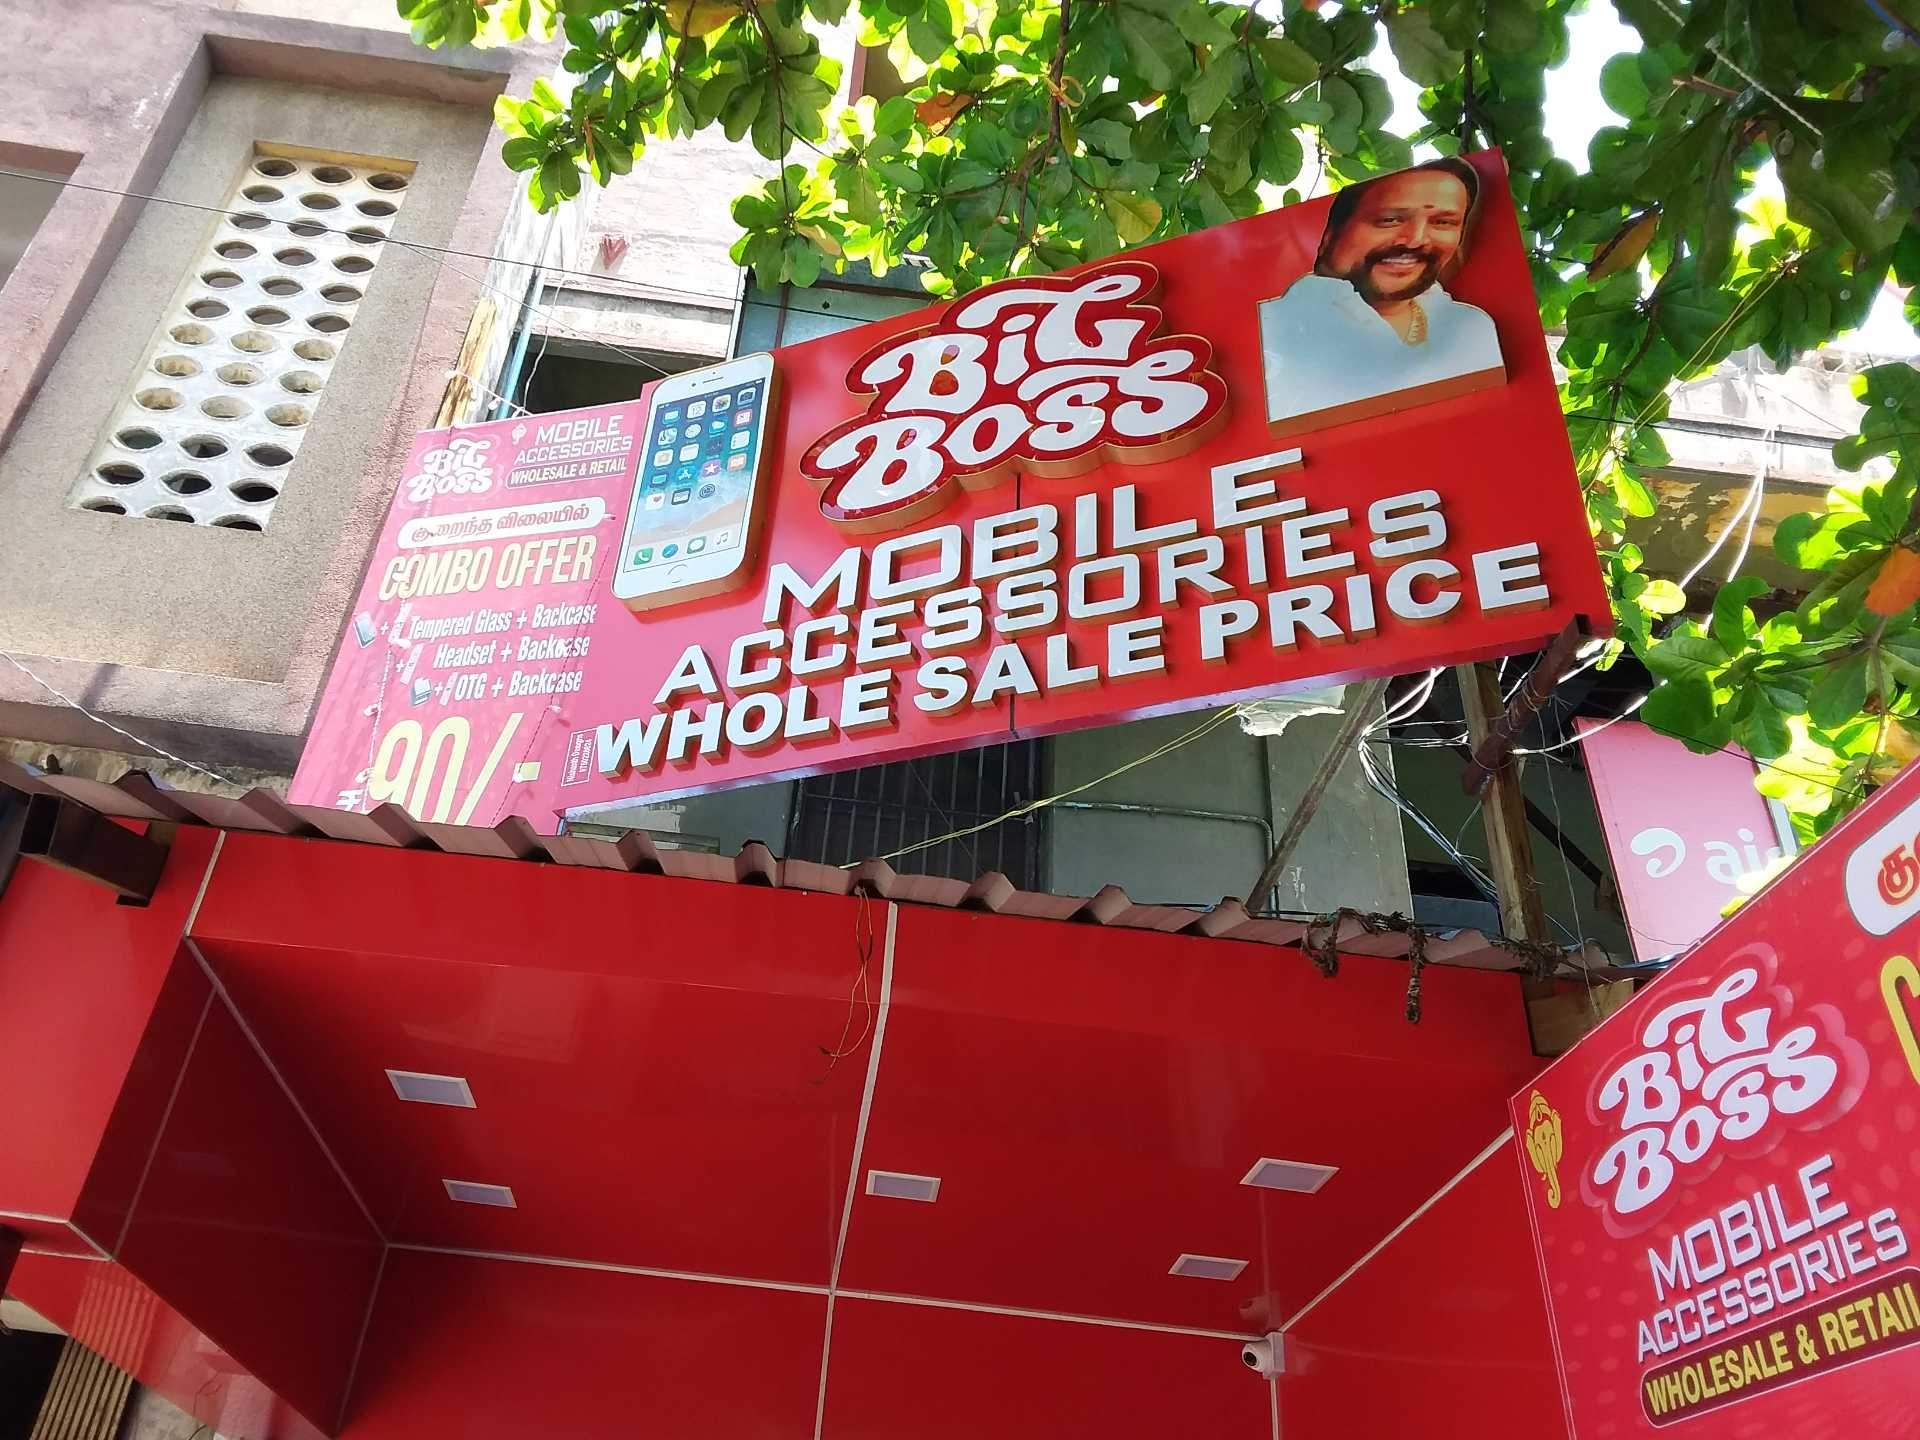 BiG
BOSS
MOBILE
ACCESSORIES
WHOLE SALE PRICE
BiG
BOSS
MOBILE
ACCESSORIES
WHOLESALE & RETAIL
குறைந்த விலையில்
COMBO OFFER
+ Tempered Glass + Backcase
+ Headset + Backcase
+ OTG + Backcase
90/-
BiG
BOSS
MOBILE
ACCESSORIES
WHOLESALE & RETAIL